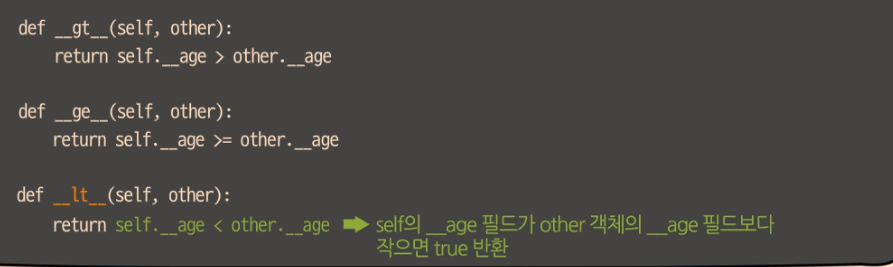 def __gt__(self, other):
return self.__age > other.__age
def __ge__(self, other):
return self.__age >= other.__age
def __lt__(self, other):
return self.__age < other.__age ➡ self의 __age 필드가 other 객체의 __age 필드보다
작으면 true 반환